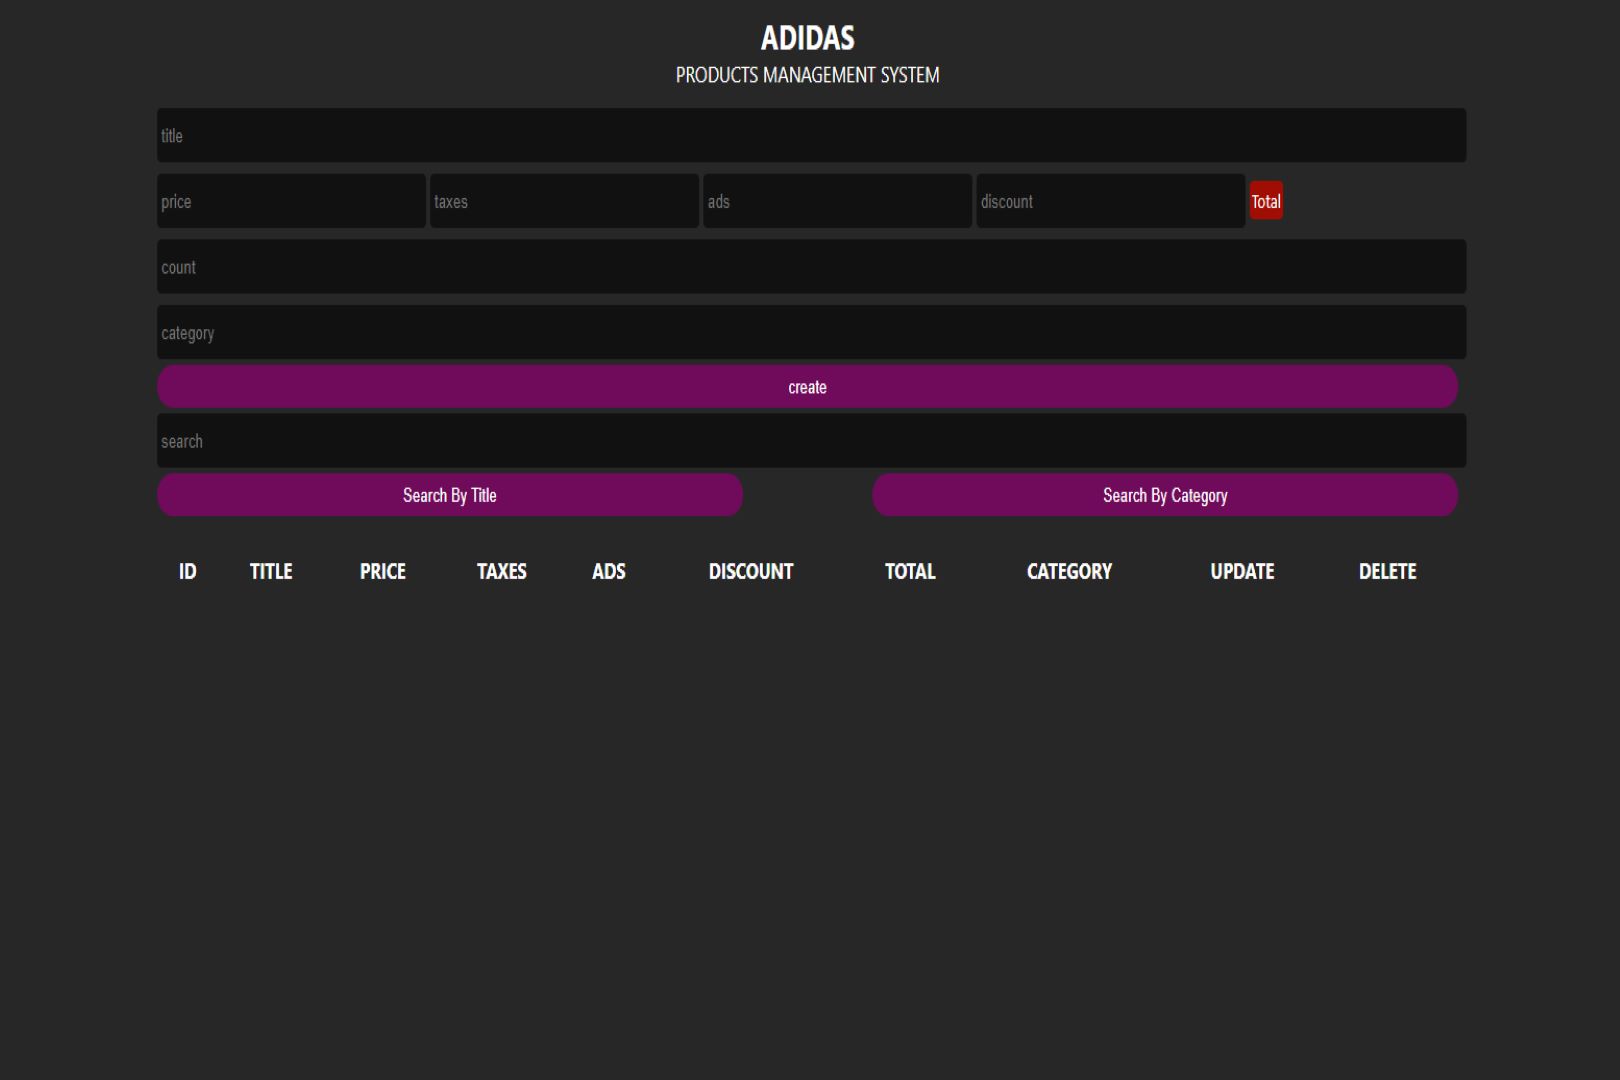 ADIDAS
PRODUCTS MANAGEMENT SYSTEM
title
price taxes ads discount Total
count
category
create
search
Search By Title Search By Category
ID TITLE PRICE TAXES ADS DISCOUNT TOTAL CATEGORY UPDATE DELETE